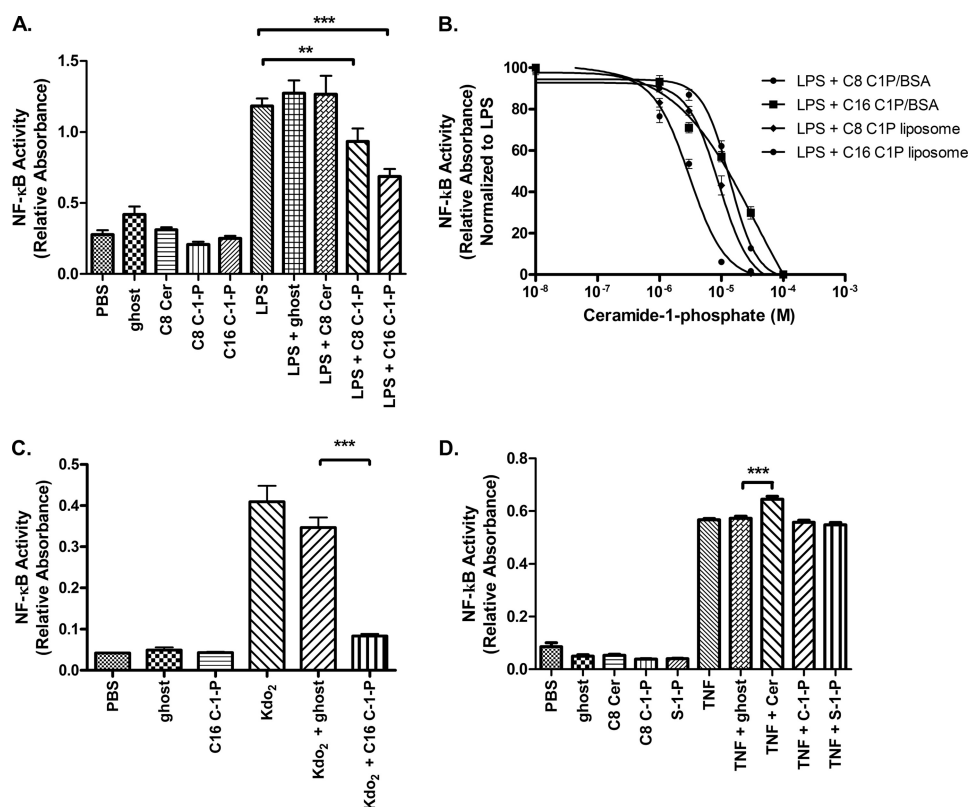 A.
NF-κB Activity
(Relative Absorbance)
1.5
1.0
0.5
0.0
***
**
PBS
ghost
C8 Cer
C8 C-1-P
C16 C-1-P
LPS
LPS + ghost
LPS + C8 Cer
LPS + C8 C-1-P
LPS + C16 C-1-P
B.
NF-kB Activity
(Relative Absorbance)
Normalized to LPS
100
80
60
40
20
0
10-8
10-7
10-6
10-5
10-4
10-3
Ceramide-1-phosphate (M)
LPS + C8 C1P/BSA
LPS + C16 C1P/BSA
LPS + C8 C1P liposome
LPS + C16 C1P liposome
C.
NF-κB Activity
(Relative Absorbance)
0.5
0.4
0.3
0.2
0.1
0.0
***
PBS
ghost
C16 C-1-P
Kdo2
Kdo2 + ghost
Kdo2 + C16 C-1-P
D.
NF-kB Activity
(Relative Absorbance)
0.8
0.6
0.4
0.2
0.0
***
PBS
ghost
C8 Cer
C8 C-1-P
S-1-P
TNF
TNF + ghost
TNF + Cer
TNF + C-1-P
TNF + S-1-P